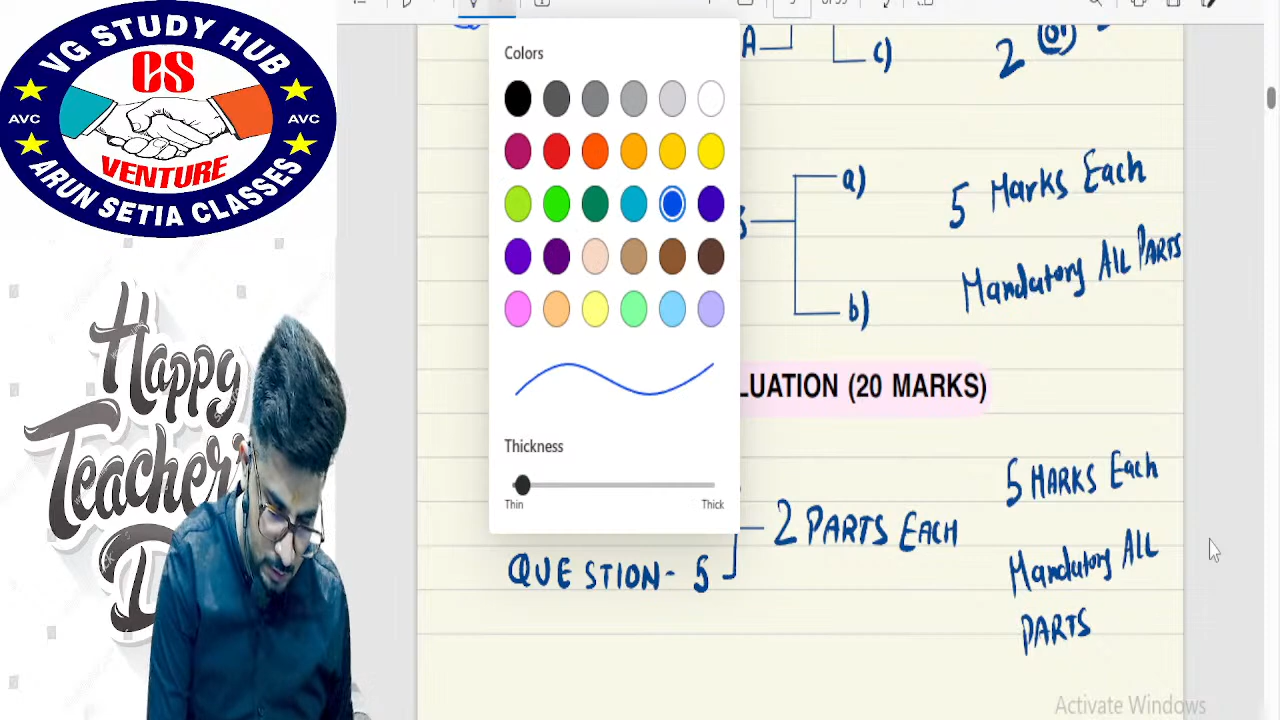 VG STUDY HUB
CS
AVC
AVC
VENTURE
ARUN SETIA CLASSES
Happy
Teacher
D
Colors
A
c)
2 or
a)
5 Marks Each
Mandatory All PARTS
b)
LUATION (20 MARKS)
Thickness
Thin
Thick
5 MARKS Each
2 PARTS EACH
QUESTION- 5
Mandatory All
PARTS
Activate Windows